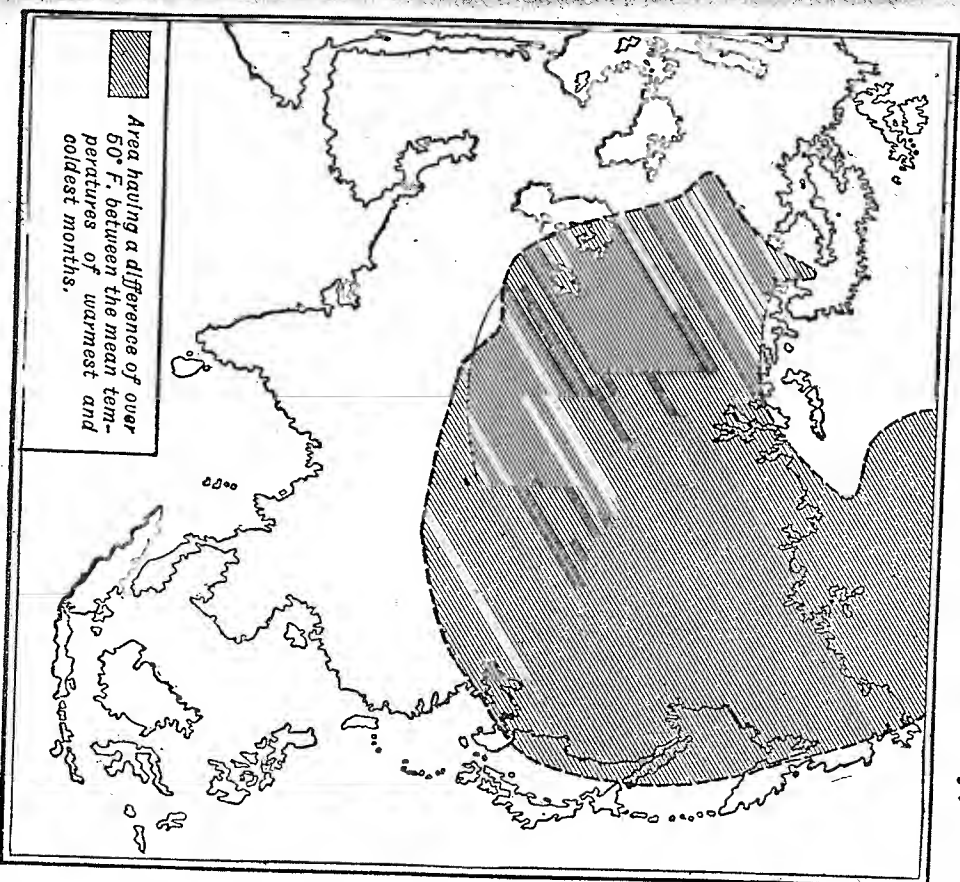 Area having a difference of over
50° F. between the mean tem-
peratures of warmest and
coldest months.